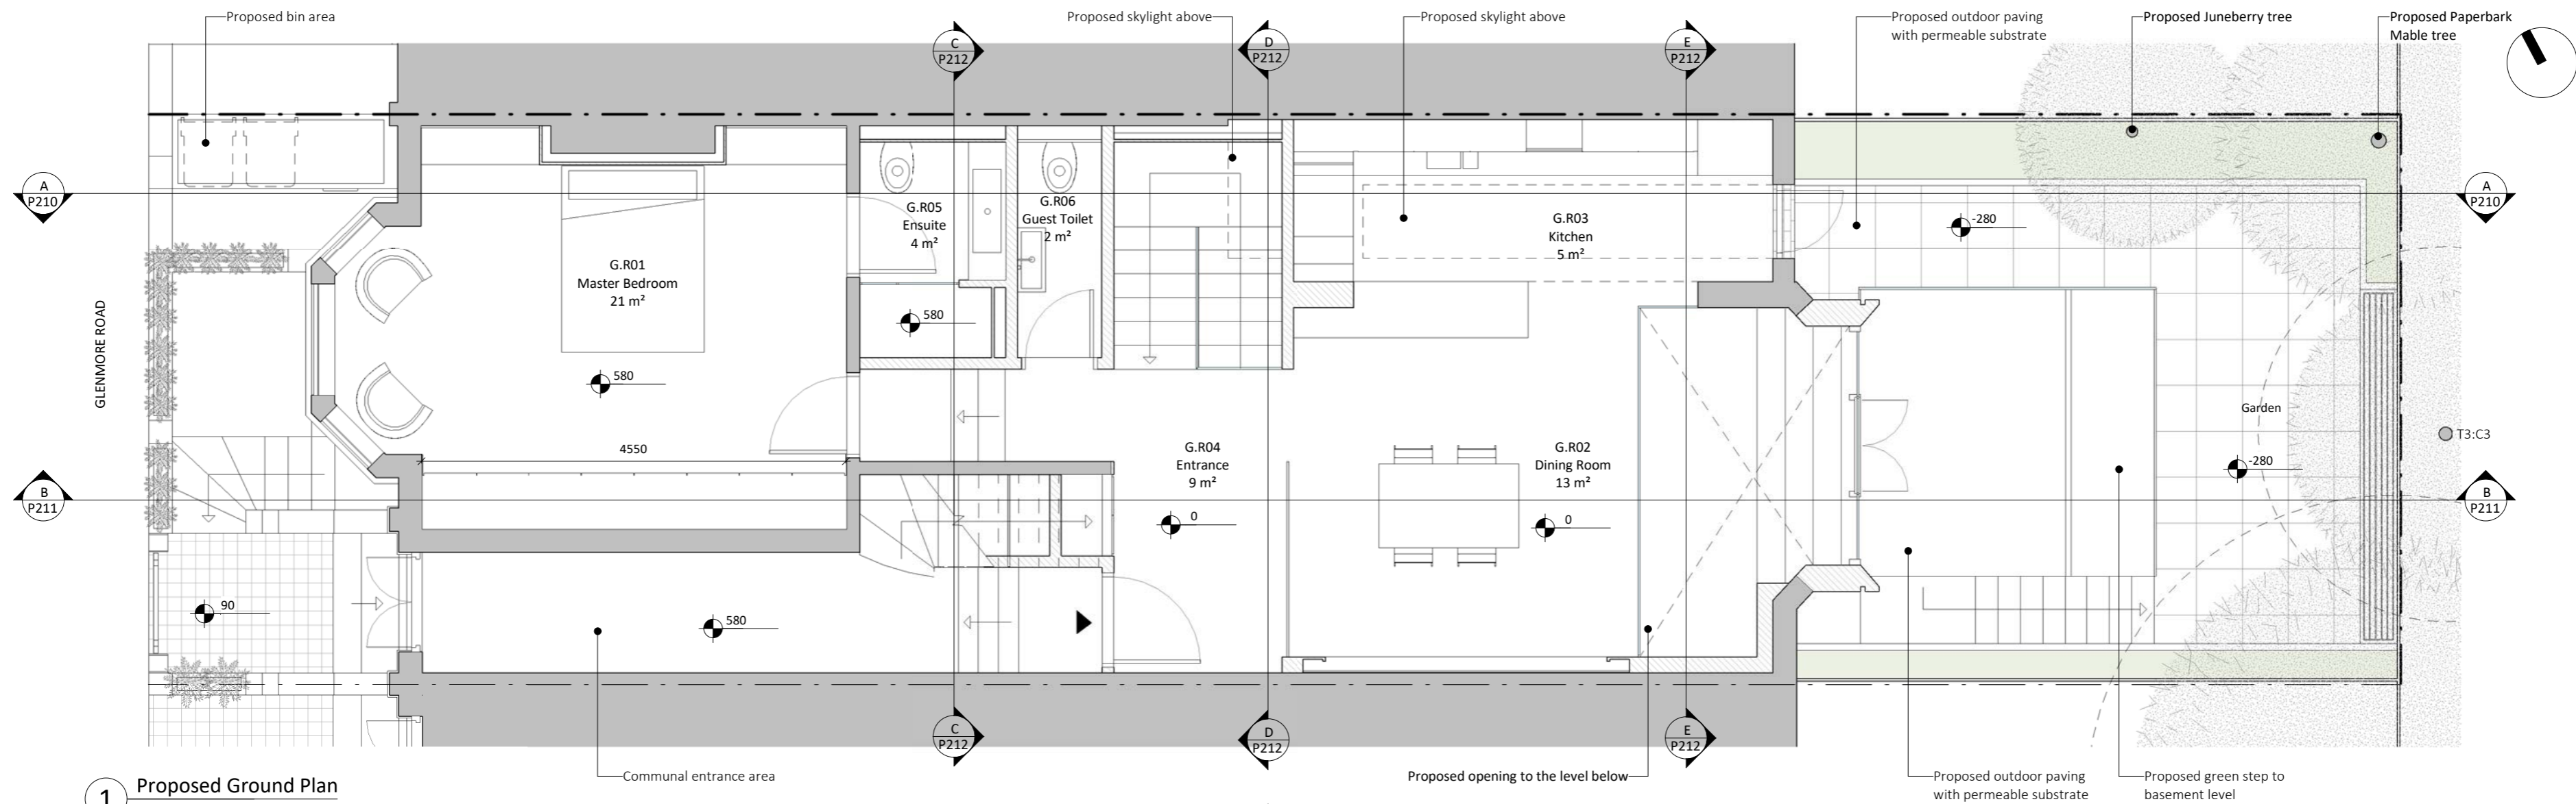 Proposed bin area
Proposed skylight above
Proposed skylight above
Proposed outdoor paving
with permeable substrate
Proposed Juneberry tree
Proposed Paperbark
Mable tree
C
P212
D
P212
E
P212
A
P210
A
P210
G.R05
Ensuite
4 m²
G.R06
Guest Toilet
2 m²
G.R03
Kitchen
5 m²
-280
G.R01
Master Bedroom
21 m²
580
580
GLENMORE ROAD
4550
G.R04
Entrance
9 m²
G.R02
Dining Room
13 m²
Garden
T3:C3
-280
B
P211
B
P211
0
0
90
580
C
P212
D
P212
E
P212
Communal entrance area
Proposed opening to the level below
Proposed outdoor paving
with permeable substrate
Proposed green step to
basement level
1
Proposed Ground Plan